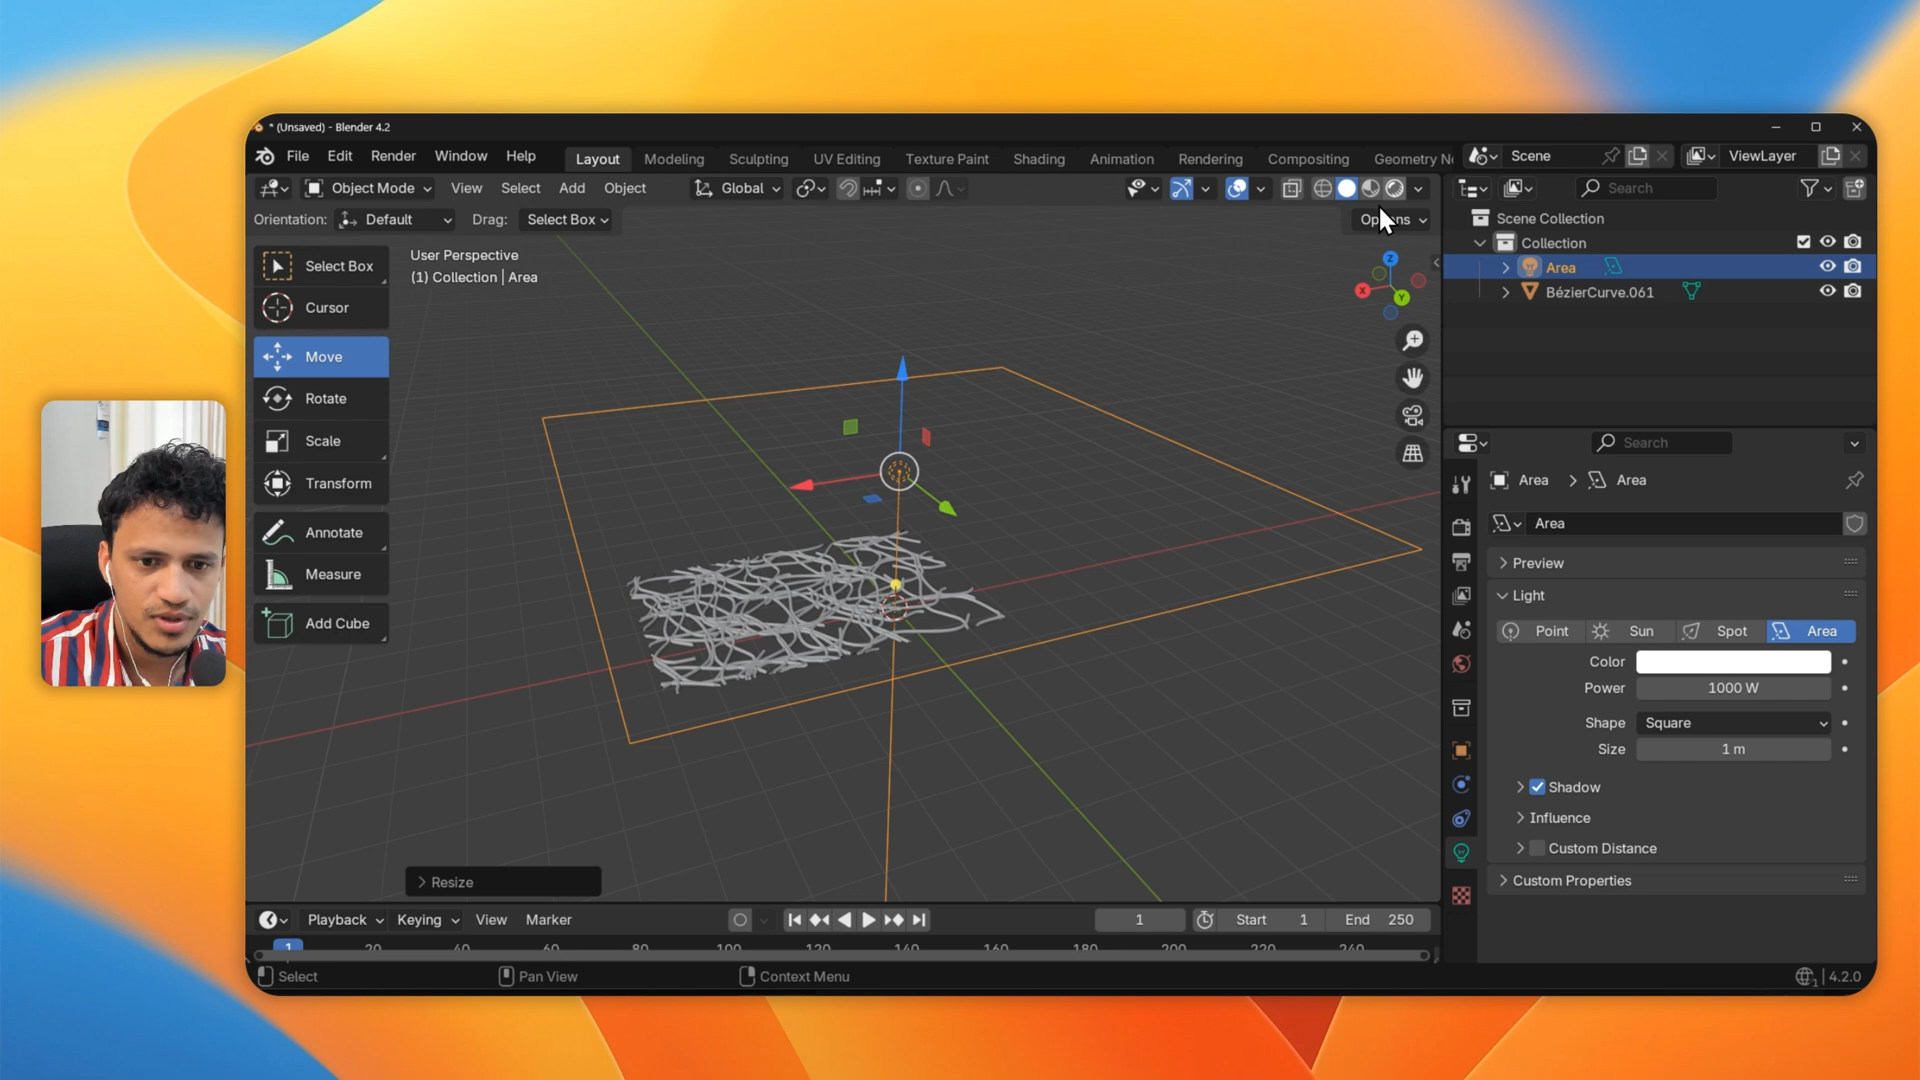 * (Unsaved) - Blender 4.2
File Edit Render Window Help
Layout Modeling Sculpting UV Editing Texture Paint Shading Animation Rendering Compositing Geometry No
Scene ViewLayer
Object Mode View Select Add Object Global
Search
Orientation: Default Drag: Select Box
Options
Scene Collection
Collection
Area
BézierCurve.061
User Perspective
(1) Collection | Area
Z
X
Y
Select Box
Cursor
Move
Rotate
Scale
Transform
Annotate
Measure
Add Cube
Search
Area > Area
Area
Preview
Light
Point Sun Spot Area
Color
Power 1000 W
Shape Square
Size 1 m
Shadow
Influence
Custom Distance
Custom Properties
Resize
Playback Keying View Marker
1 Start 1 End 250
1 20 40 60 80 100 120 140 160 180 200 220 240
Select Pan View Context Menu
1 4.2.0